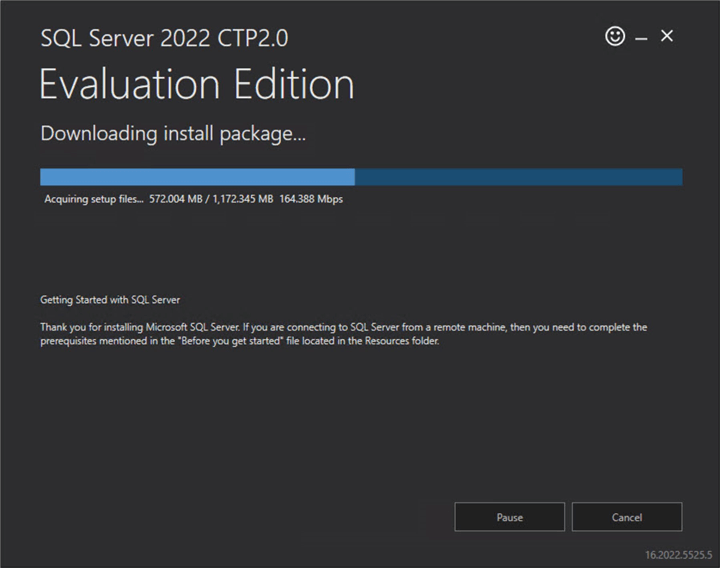 SQL Server 2022 CTP2.0
Evaluation Edition
Downloading install package...
Acquiring setup files... 572.004 MB / 1,172.345 MB 164.388 Mbps
Getting Started with SQL Server
Thank you for installing Microsoft SQL Server. If you are connecting to SQL Server from a remote machine, then you need to complete the
prerequisites mentioned in the "Before you get started" file located in the Resources folder.
Pause Cancel
16.2022.5525.5